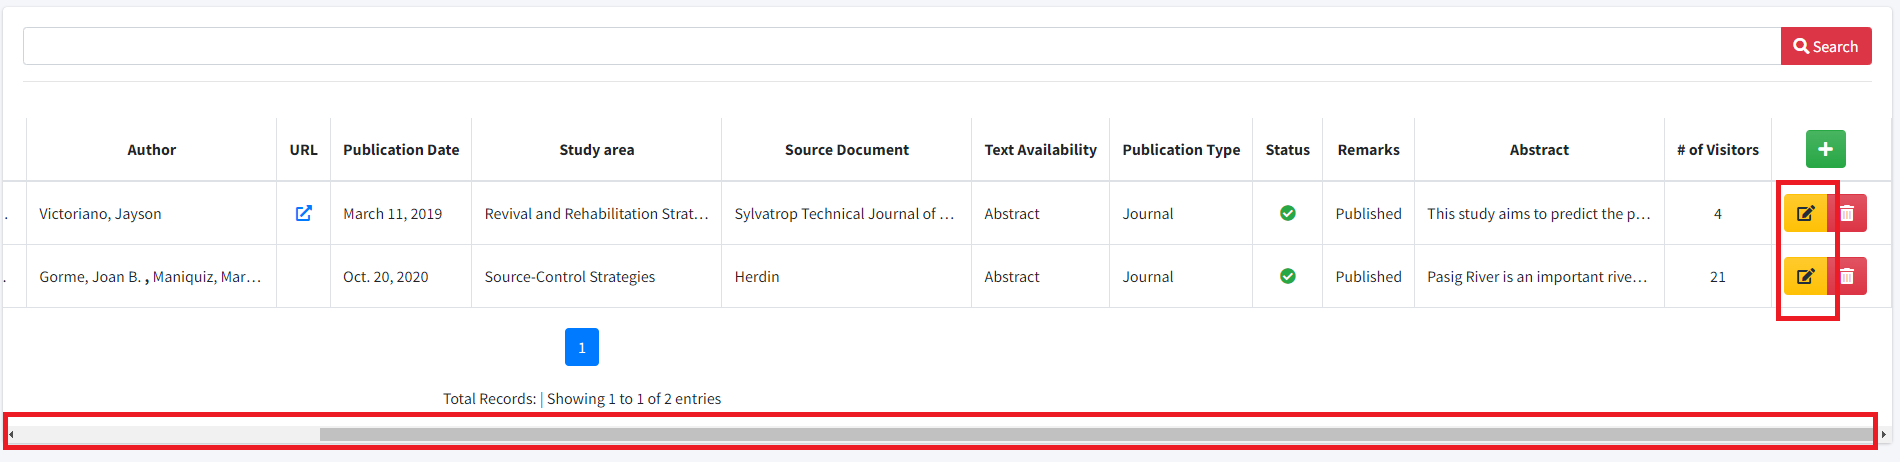 Search
Author URL Publication Date Study area Source Document Text Availability Publication Type Status Remarks Abstract # of Visitors
. Victoriano, Jayson March 11, 2019 Revival and Rehabilitation Strat... Sylvatrop Technical Journal of ... Abstract Journal Published This study aims to predict the p... 4
. Gorme, Joan B. , Maniquiz, Mar... Oct. 20, 2020 Source-Control Strategies Herdin Abstract Journal Published Pasig River is an important rive... 21
1
Total Records: | Showing 1 to 1 of 2 entries